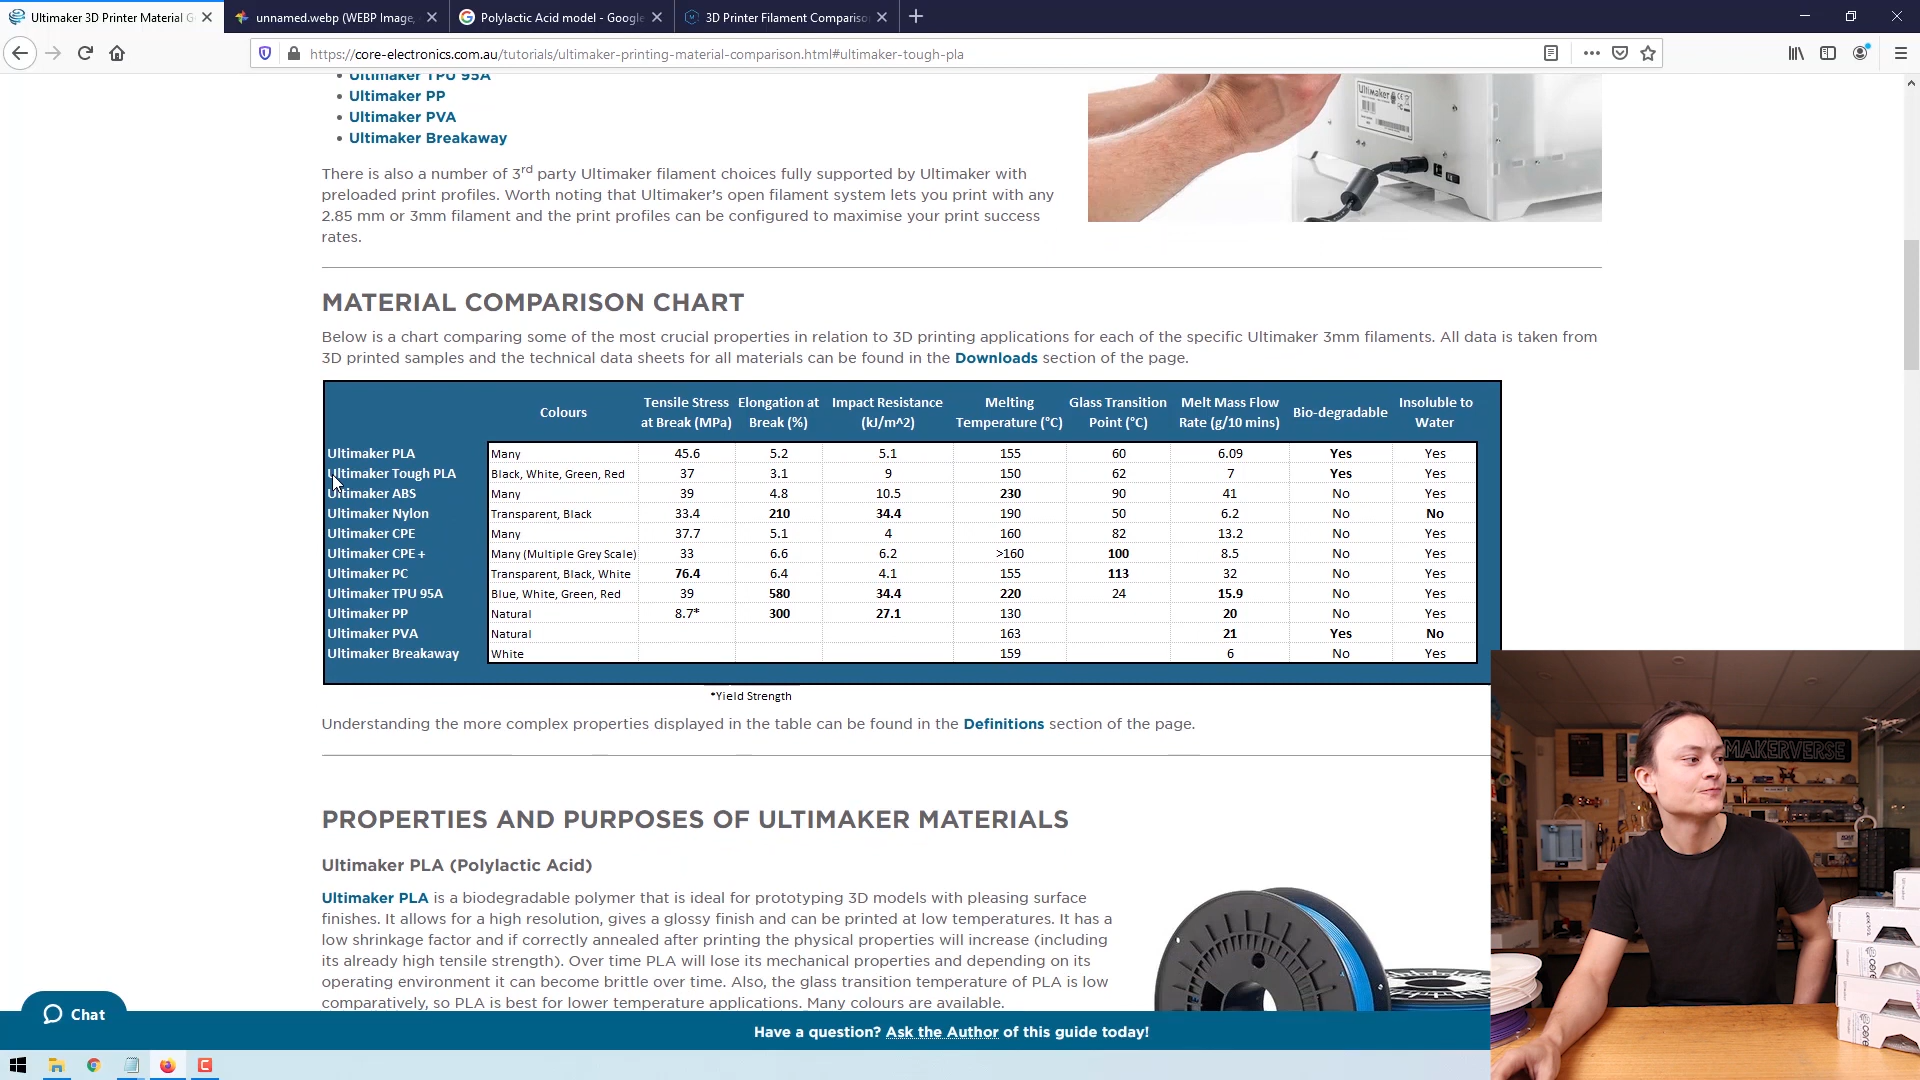 Ultimaker 3D Printer Material G
unnamed.webp (WEBP Image,
Polylactic Acid model - Google
3D Printer Filament Compariso
https://core-electronics.com.au/tutorials/ultimaker-printing-material-comparison.html#ultimaker-tough-pla
Ultimaker TPU 95A
Ultimaker PP
Ultimaker PVA
Ultimaker Breakaway
There is also a number of 3rd party Ultimaker filament choices fully supported by Ultimaker with
preloaded print profiles. Worth noting that Ultimaker's open filament system lets you print with any
2.85 mm or 3mm filament and the print profiles can be configured to maximise your print success
rates.
Ultimaker
MATERIAL COMPARISON CHART
Below is a chart comparing some of the most crucial properties in relation to 3D printing applications for each of the specific Ultimaker 3mm filaments. All data is taken from
3D printed samples and the technical data sheets for all materials can be found in the Downloads section of the page.
Colours Tensile Stress at Break (MPa) Elongation at Break (%) Impact Resistance (kJ/m^2) Melting Temperature (°C) Glass Transition Point (°C) Melt Mass Flow Rate (g/10 mins) Bio-degradable Insoluble to Water
Ultimaker PLA Many 45.6 5.2 5.1 155 60 6.09 Yes Yes
Ultimaker Tough PLA Black, White, Green, Red 37 3.1 9 150 62 7 Yes Yes
Ultimaker ABS Many 39 4.8 10.5 230 90 41 No Yes
Ultimaker Nylon Transparent, Black 33.4 210 34.4 190 50 6.2 No No
Ultimaker CPE Many 37.7 5.1 4 160 82 13.2 No Yes
Ultimaker CPE + Many (Multiple Grey Scale) 33 6.6 6.2 >160 100 8.5 No Yes
Ultimaker PC Transparent, Black, White 76.4 6.4 4.1 155 113 32 No Yes
Ultimaker TPU 95A Blue, White, Green, Red 39 580 34.4 220 24 15.9 No Yes
Ultimaker PP Natural 8.7* 300 27.1 130 20 No Yes
Ultimaker PVA Natural 163 21 Yes No
Ultimaker Breakaway White 159 6 No Yes
*Yield Strength
Understanding the more complex properties displayed in the table can be found in the Definitions section of the page.
PROPERTIES AND PURPOSES OF ULTIMAKER MATERIALS
Ultimaker PLA (Polylactic Acid)
Ultimaker PLA is a biodegradable polymer that is ideal for prototyping 3D models with pleasing surface
finishes. It allows for a high resolution, gives a glossy finish and can be printed at low temperatures. It has a
low shrinkage factor and if correctly annealed after printing the physical properties will increase (including
its already high tensile strength). Over time PLA will lose its mechanical properties and depending on its
operating environment it can become brittle over time. Also, the glass transition temperature of PLA is low
comparatively, so PLA is best for lower temperature applications. Many colours are available.
MAKERVERSE
Chat
Have a question? Ask the Author of this guide today!